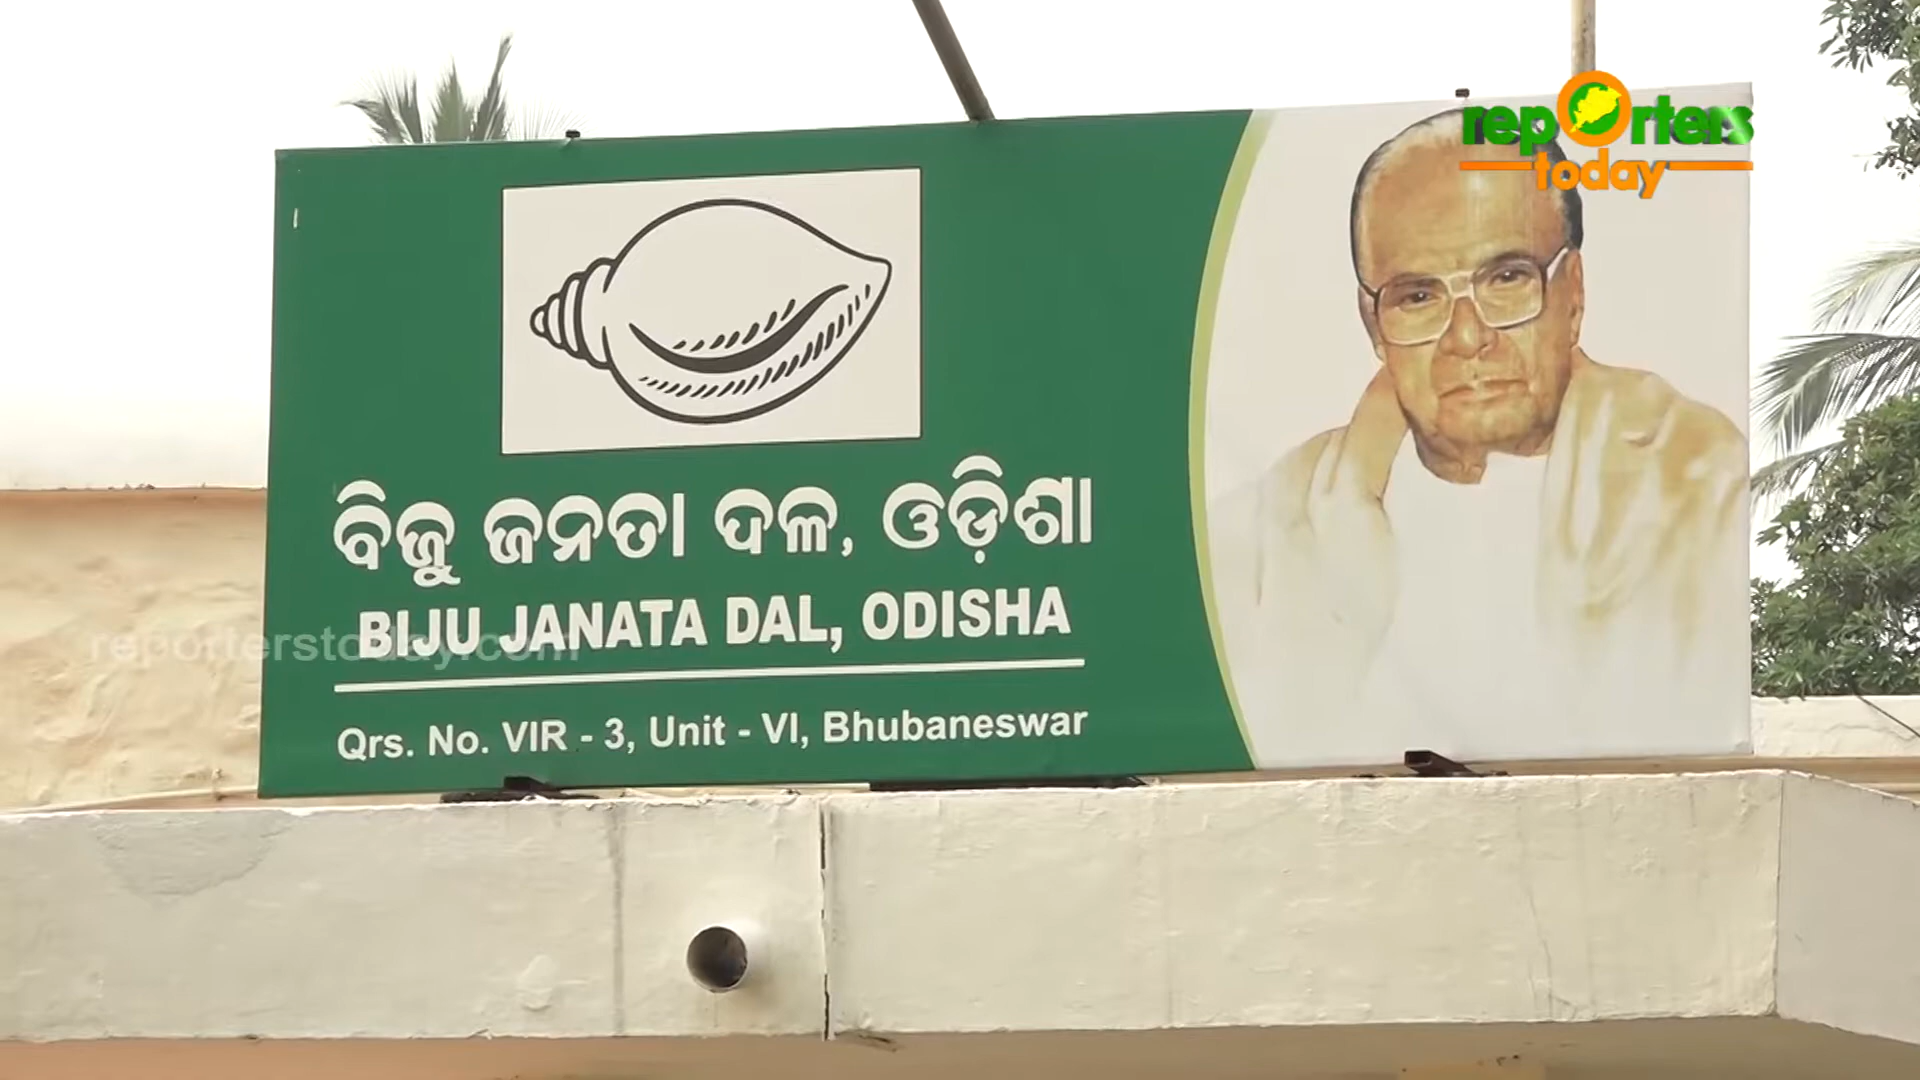 reporters
today
ବିଜୁ ଜନତା ଦଳ, ଓଡ଼ିଶା
BIJU JANATA DAL, ODISHA
reporterstoday.com
Qrs. No. VIR - 3, Unit - VI, Bhubaneswar